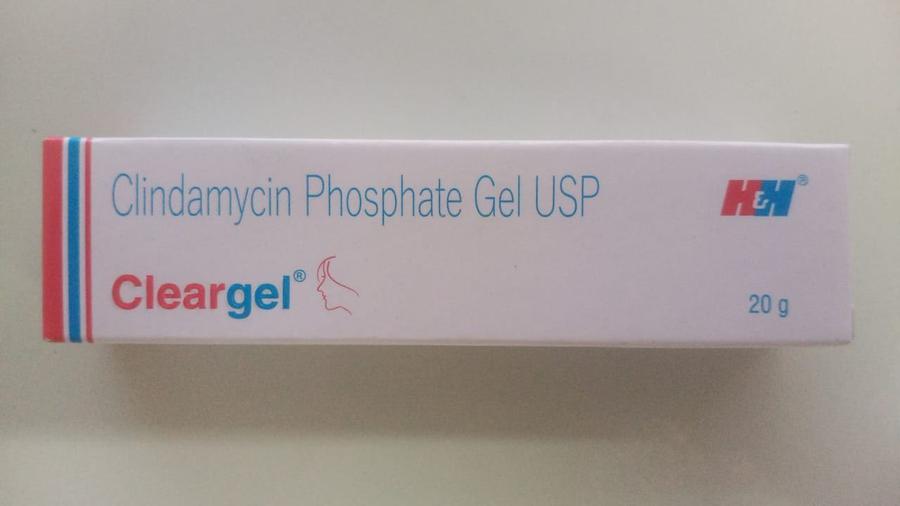 Clindamycin Phosphate Gel USP
H&H®
Cleargel®
20 g